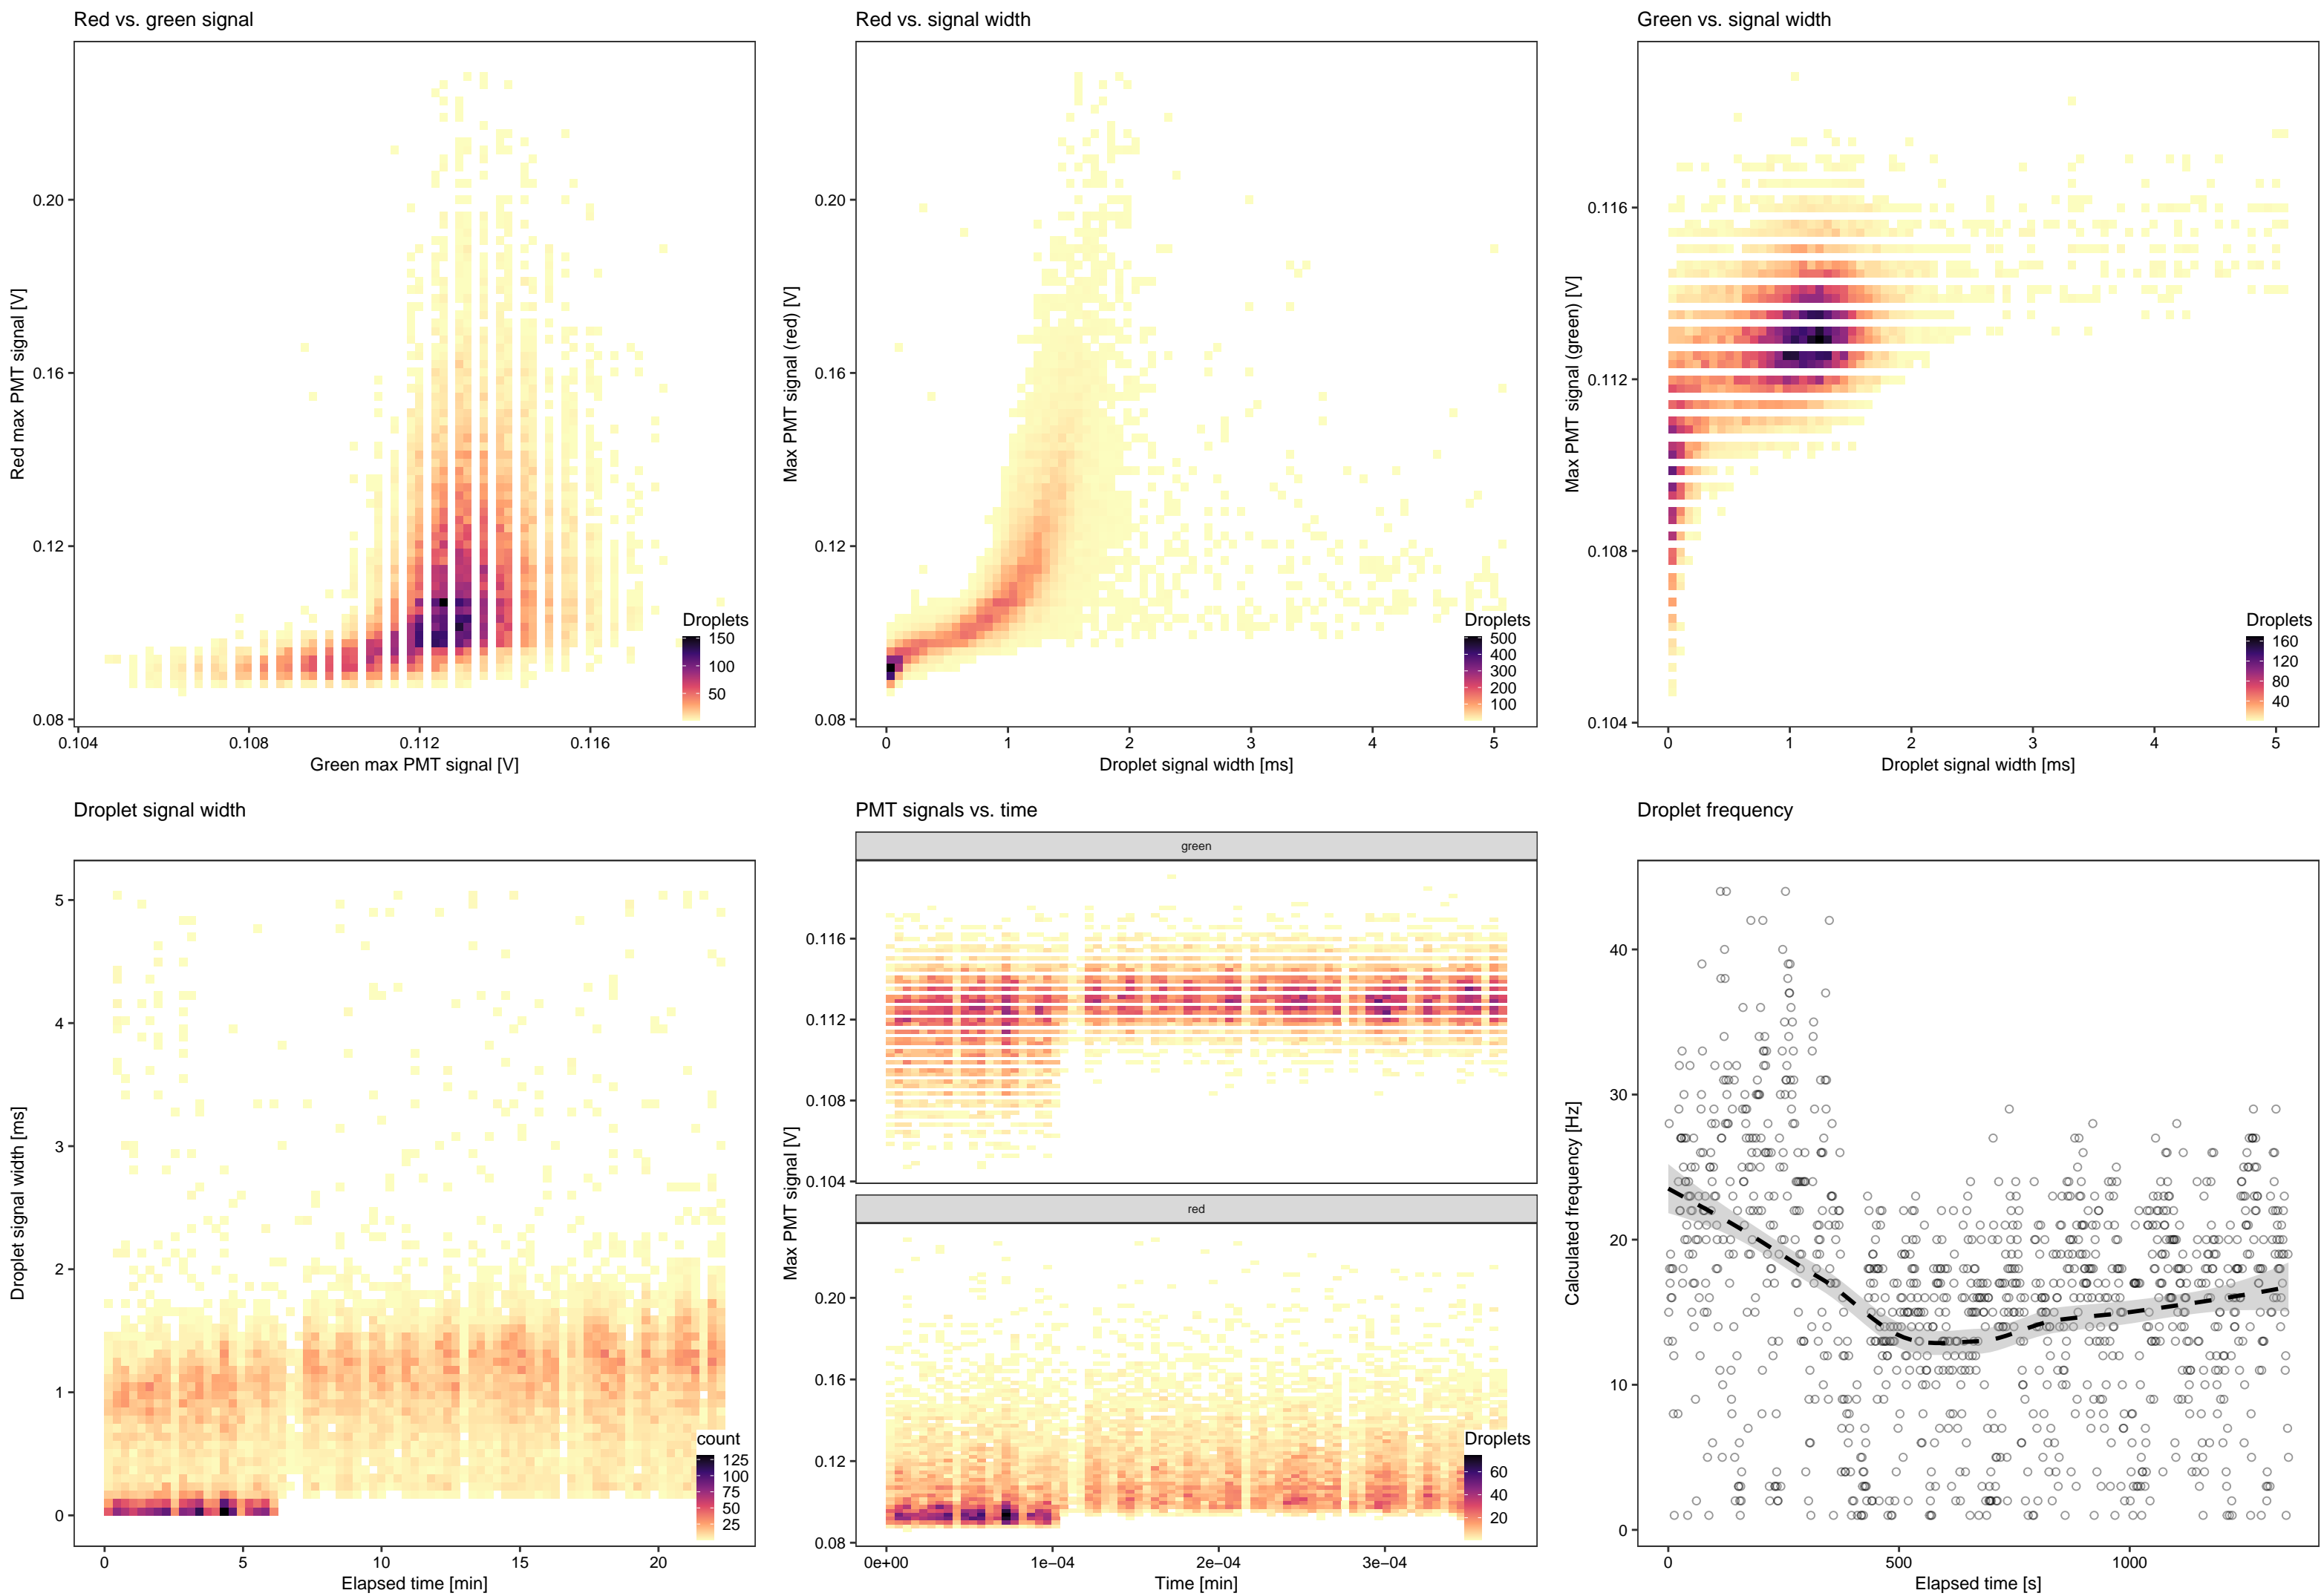 Red vs. green signal
Red max PMT signal [V]
0.20
0.16
0.12
0.08
0.104
0.108
0.112
0.116
Green max PMT signal [V]
Droplets
150
100
50
Red vs. signal width
Max PMT signal (red) [V]
0.20
0.16
0.12
0.08
0
1
2
3
4
5
Droplet signal width [ms]
Droplets
500
400
300
200
100
Green vs. signal width
Max PMT signal (green) [V]
0.116
0.112
0.108
0.104
0
1
2
3
4
5
Droplet signal width [ms]
Droplets
160
120
80
40
Droplet signal width
Droplet signal width [ms]
5
4
3
2
1
0
0
5
10
15
20
Elapsed time [min]
count
125
100
75
50
25
PMT signals vs. time
Max PMT signal [V]
green
0.116
0.112
0.108
0.104
red
0.20
0.16
0.12
0.08
0e+00
1e−04
2e−04
3e−04
Time [min]
Droplets
60
40
20
Droplet frequency
Calculated frequency [Hz]
40
30
20
10
0
0
500
1000
Elapsed time [s]